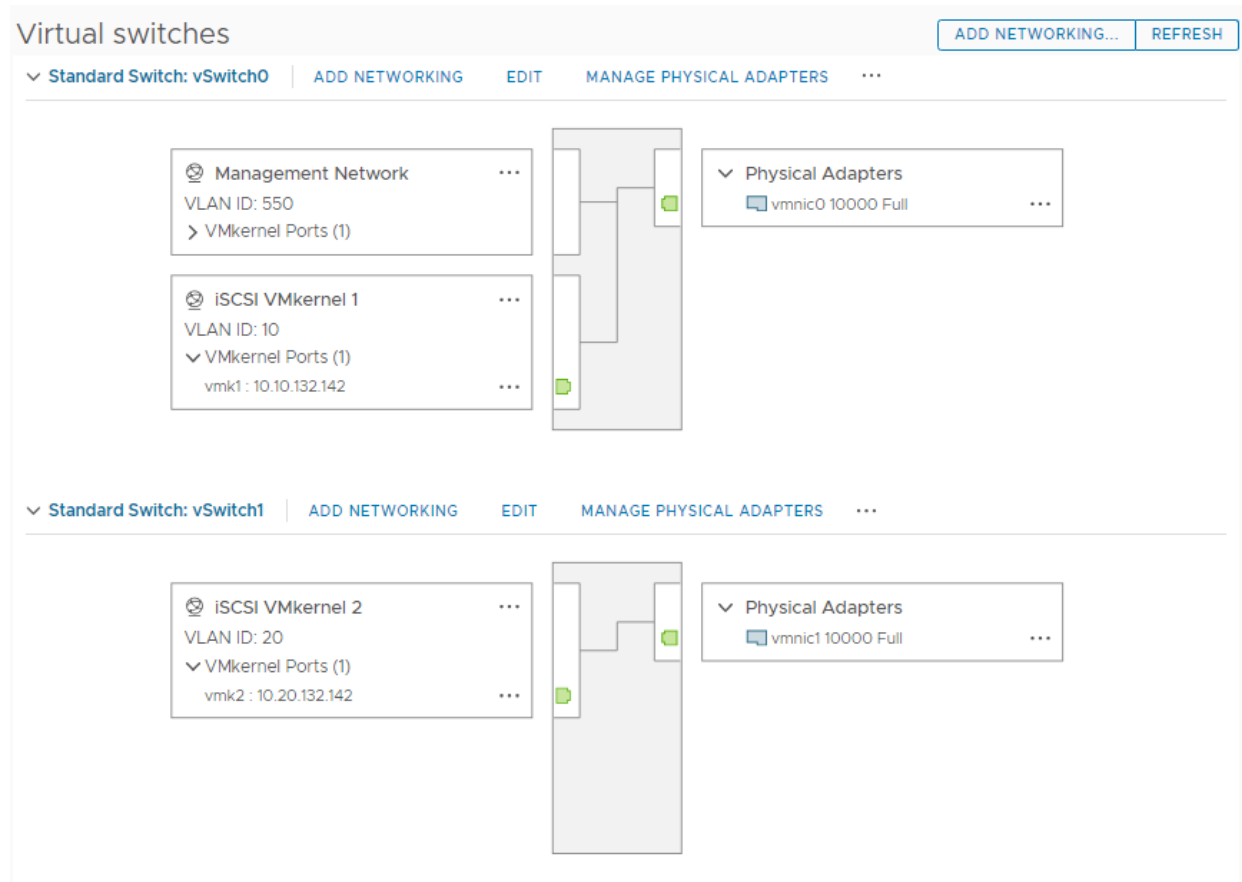 Virtual switches
ADD NETWORKING... REFRESH
Standard Switch: vSwitch0 ADD NETWORKING EDIT MANAGE PHYSICAL ADAPTERS ...
Management Network ...
VLAN ID: 550
VMkernel Ports (1)
Physical Adapters
vmnic0 10000 Full ...
iSCSI VMkernel 1 ...
VLAN ID: 10
VMkernel Ports (1)
vmk1 : 10.10.132.142 ...
Standard Switch: vSwitch1 ADD NETWORKING EDIT MANAGE PHYSICAL ADAPTERS ...
iSCSI VMkernel 2 ...
VLAN ID: 20
VMkernel Ports (1)
vmk2 : 10.20.132.142 ...
Physical Adapters
vmnic1 10000 Full ...